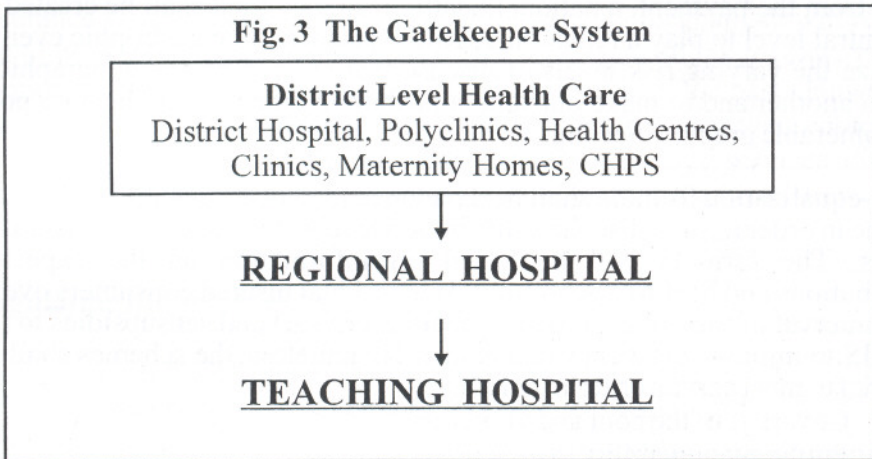 Fig. 3 The Gatekeeper System
District Level Health Care
District Hospital, Polyclinics, Health Centres,
Clinics, Maternity Homes, CHPS
REGIONAL HOSPITAL
TEACHING HOSPITAL